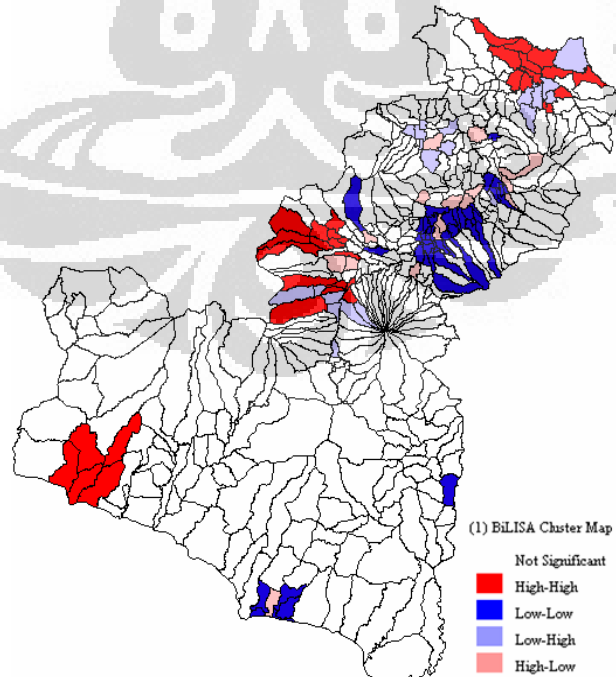 (1) BiLISA Cluster Map
Not Significant
High-High
Low-Low
Low-High
High-Low